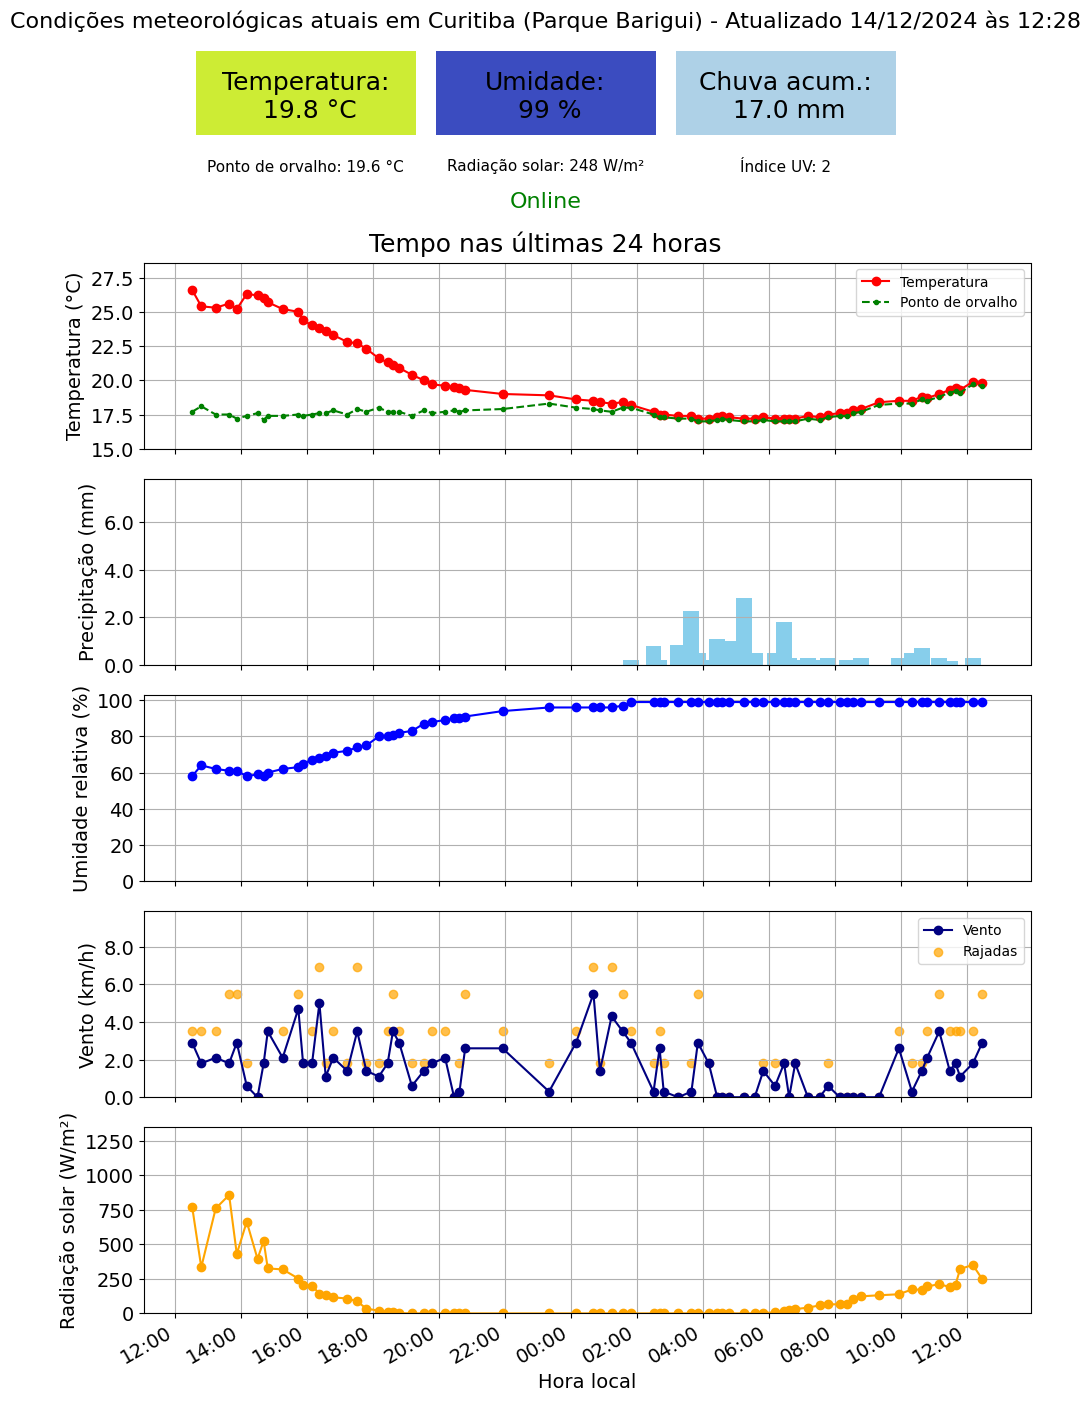 Condições meteorológicas atuais em Curitiba (Parque Barigui) - Atualizado 14/12/2024 às 12:28
Temperatura:
19.8 °C
Umidade:
99 %
Chuva acum.:
17.0 mm
Ponto de orvalho: 19.6 °C
Radiação solar: 248 W/m²
Índice UV: 2
Online
Tempo nas últimas 24 horas
Temperatura (°C)
27.5
25.0
22.5
20.0
17.5
15.0
Temperatura
Ponto de orvalho
Precipitação (mm)
6.0
4.0
2.0
0.0
Umidade relativa (%)
100
80
60
40
20
0
Vento (km/h)
8.0
6.0
4.0
2.0
0.0
Vento
Rajadas
Radiação solar (W/m²)
1250
1000
750
500
250
0
12:00
14:00
16:00
18:00
20:00
22:00
00:00
02:00
04:00
06:00
08:00
10:00
12:00
Hora local